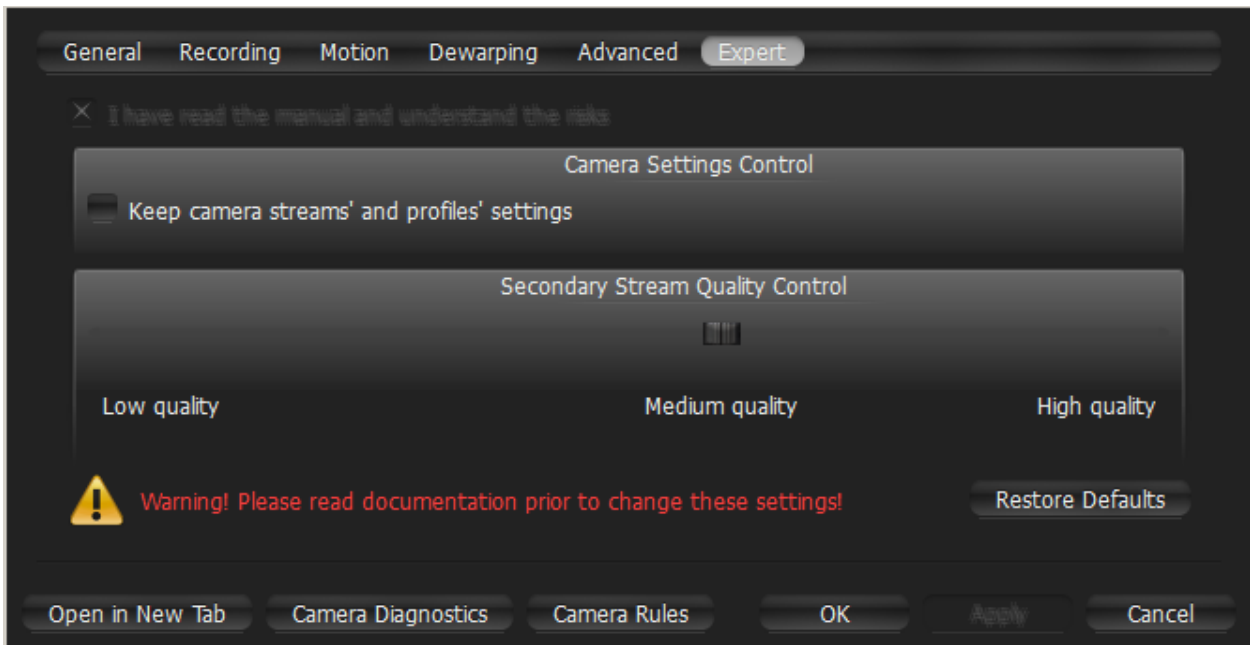 General Recording Motion Dewarping Advanced Expert
I have read the manual and understand the risks
Camera Settings Control
Keep camera streams' and profiles' settings
Secondary Stream Quality Control
Low quality Medium quality High quality
Warning! Please read documentation prior to change these settings!
Restore Defaults
Open in New Tab Camera Diagnostics Camera Rules OK Apply Cancel